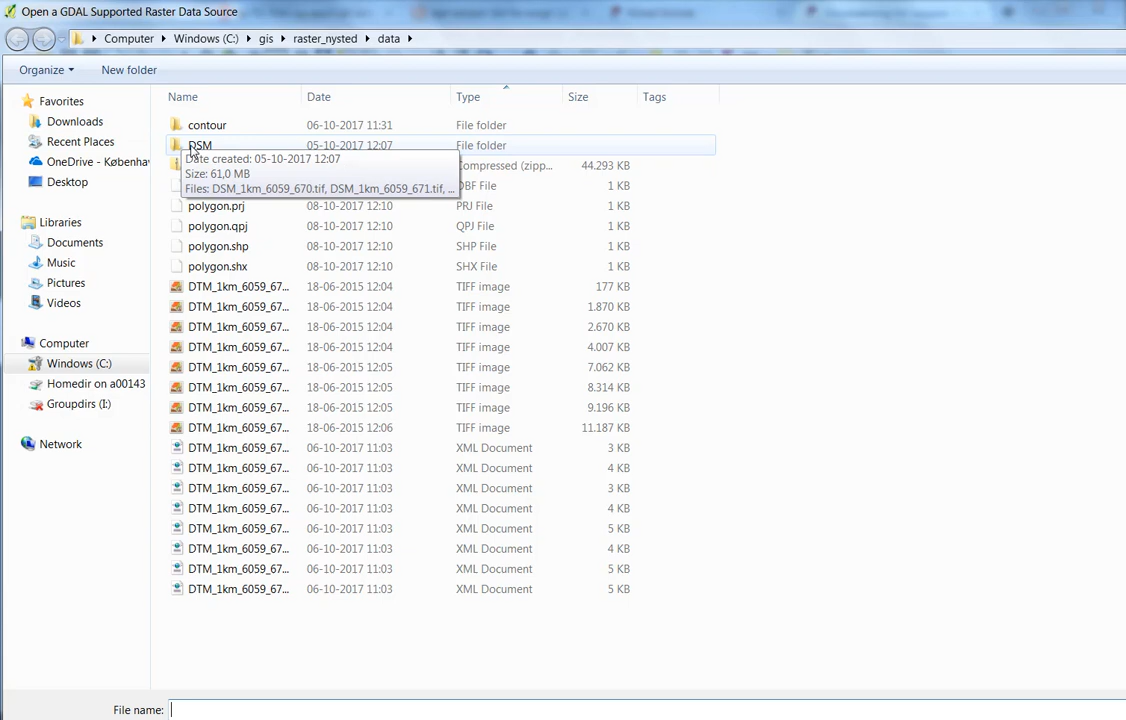 Open a GDAL Supported Raster Data Source
Computer Windows (C:) gis raster_nysted data
Organize New folder
Name Date Type Size Tags
Favorites
Downloads
Recent Places
OneDrive - Københav
Desktop
Libraries
Documents
Music
Pictures
Videos
Computer
Windows (C:)
Homedir on a00143
Groupdirs (I:)
Network
contour 06-10-2017 11:31 File folder
DSM 05-10-2017 12:07 File folder
Date created: 05-10-2017 12:07
Size: 61,0 MB
Files: DSM_1km_6059_670.tif, DSM_1km_6059_671.tif, ...
Compressed (zipp... 44.293 KB
DBF File 1 KB
polygon.prj 08-10-2017 12:10 PRJ File 1 KB
polygon.qpj 08-10-2017 12:10 QPJ File 1 KB
polygon.shp 08-10-2017 12:10 SHP File 1 KB
polygon.shx 08-10-2017 12:10 SHX File 1 KB
DTM_1km_6059_67... 18-06-2015 12:04 TIFF image 177 KB
DTM_1km_6059_67... 18-06-2015 12:04 TIFF image 1.870 KB
DTM_1km_6059_67... 18-06-2015 12:04 TIFF image 2.670 KB
DTM_1km_6059_67... 18-06-2015 12:04 TIFF image 4.007 KB
DTM_1km_6059_67... 18-06-2015 12:05 TIFF image 7.062 KB
DTM_1km_6059_67... 18-06-2015 12:05 TIFF image 8.314 KB
DTM_1km_6059_67... 18-06-2015 12:05 TIFF image 9.196 KB
DTM_1km_6059_67... 18-06-2015 12:06 TIFF image 11.187 KB
DTM_1km_6059_67... 06-10-2017 11:03 XML Document 3 KB
DTM_1km_6059_67... 06-10-2017 11:03 XML Document 4 KB
DTM_1km_6059_67... 06-10-2017 11:03 XML Document 3 KB
DTM_1km_6059_67... 06-10-2017 11:03 XML Document 4 KB
DTM_1km_6059_67... 06-10-2017 11:03 XML Document 5 KB
DTM_1km_6059_67... 06-10-2017 11:03 XML Document 4 KB
DTM_1km_6059_67... 06-10-2017 11:03 XML Document 5 KB
DTM_1km_6059_67... 06-10-2017 11:03 XML Document 5 KB
File name: